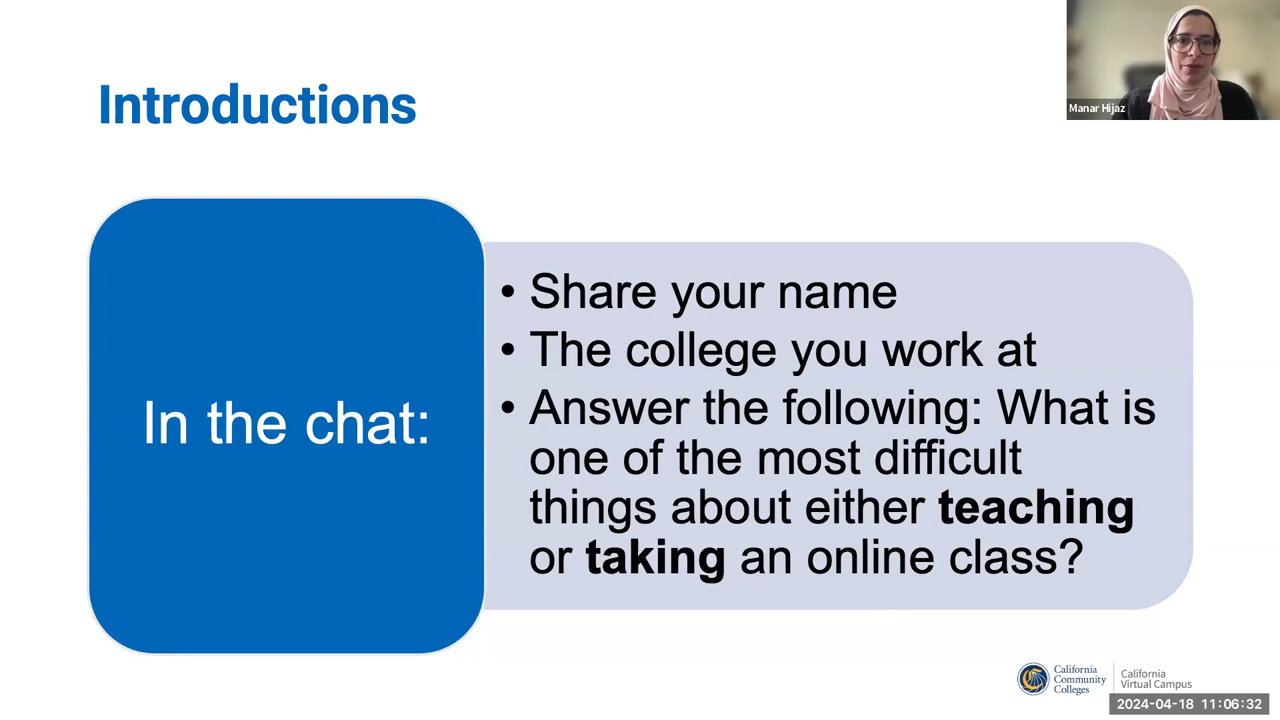 Introductions
Manar Hijaz
In the chat:
• Share your name
• The college you work at
• Answer the following: What is
one of the most difficult
things about either teaching
or taking an online class?
California
Community
Colleges
California
Virtual Campus
2024-04-18 11:06:32